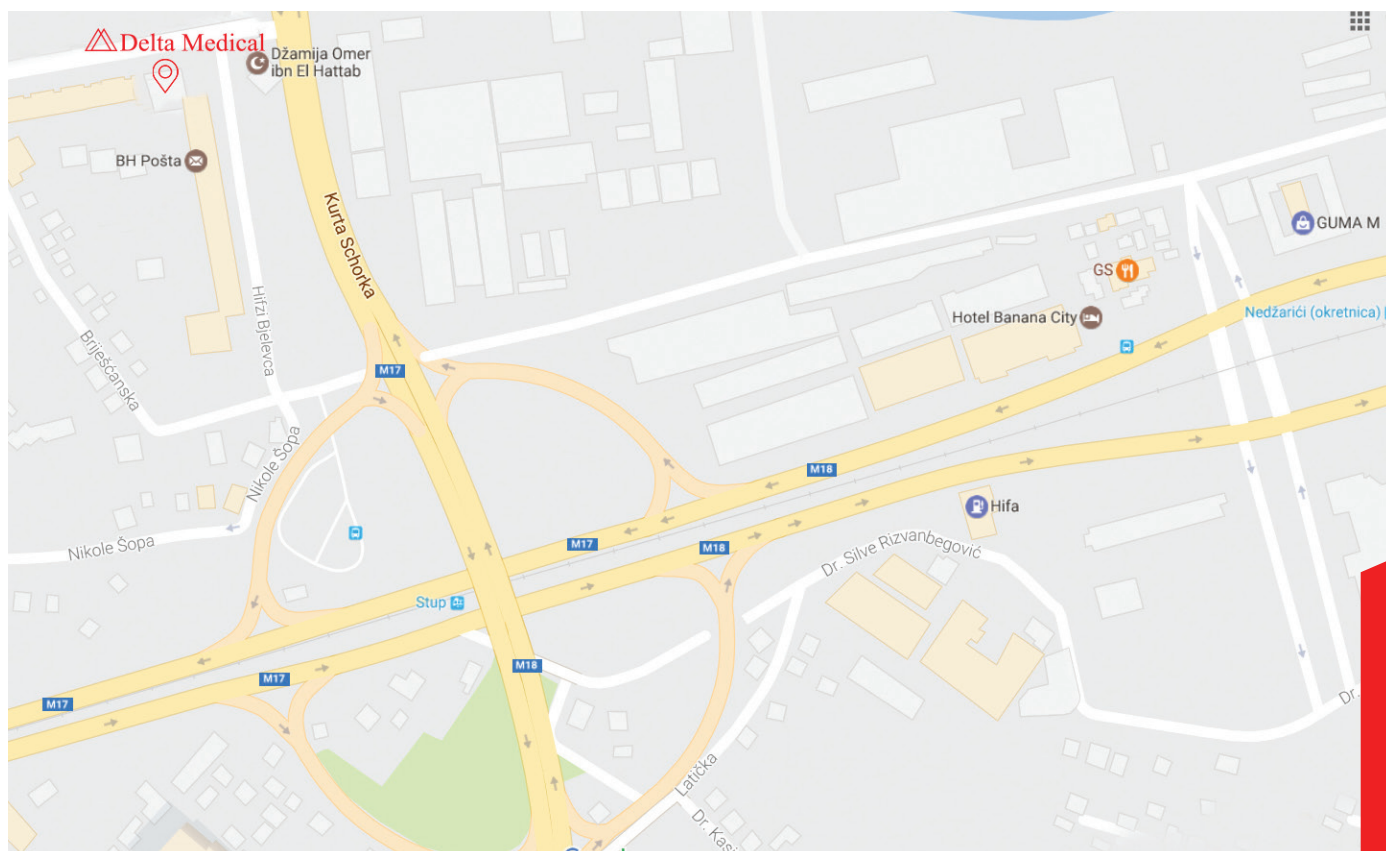 Delta Medical
Džamija Omer
ibn El Hattab
BH Pošta
Kurta Schorka
GUMA M
GS
Hifzi Bjelevca
Hotel Banana City
Nedžarići (okretnica)
Briješćanska
M17
Nikole Šopa
M18
Hifa
Nikole Šopa
M17
M18
Dr. Silve Rizvanbegović
Stup
M18
M17
M17
Dr.
Latička
Dr. Kasi